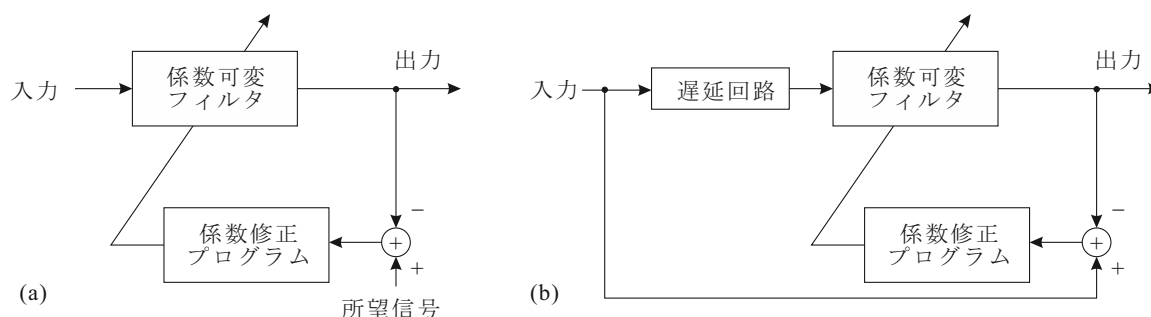 入力
係数可変
フィルタ
出力
−
+
+
係数修正
プログラム
所望信号
(a)
入力
遅延回路
係数可変
フィルタ
出力
−
+
+
係数修正
プログラム
(b)